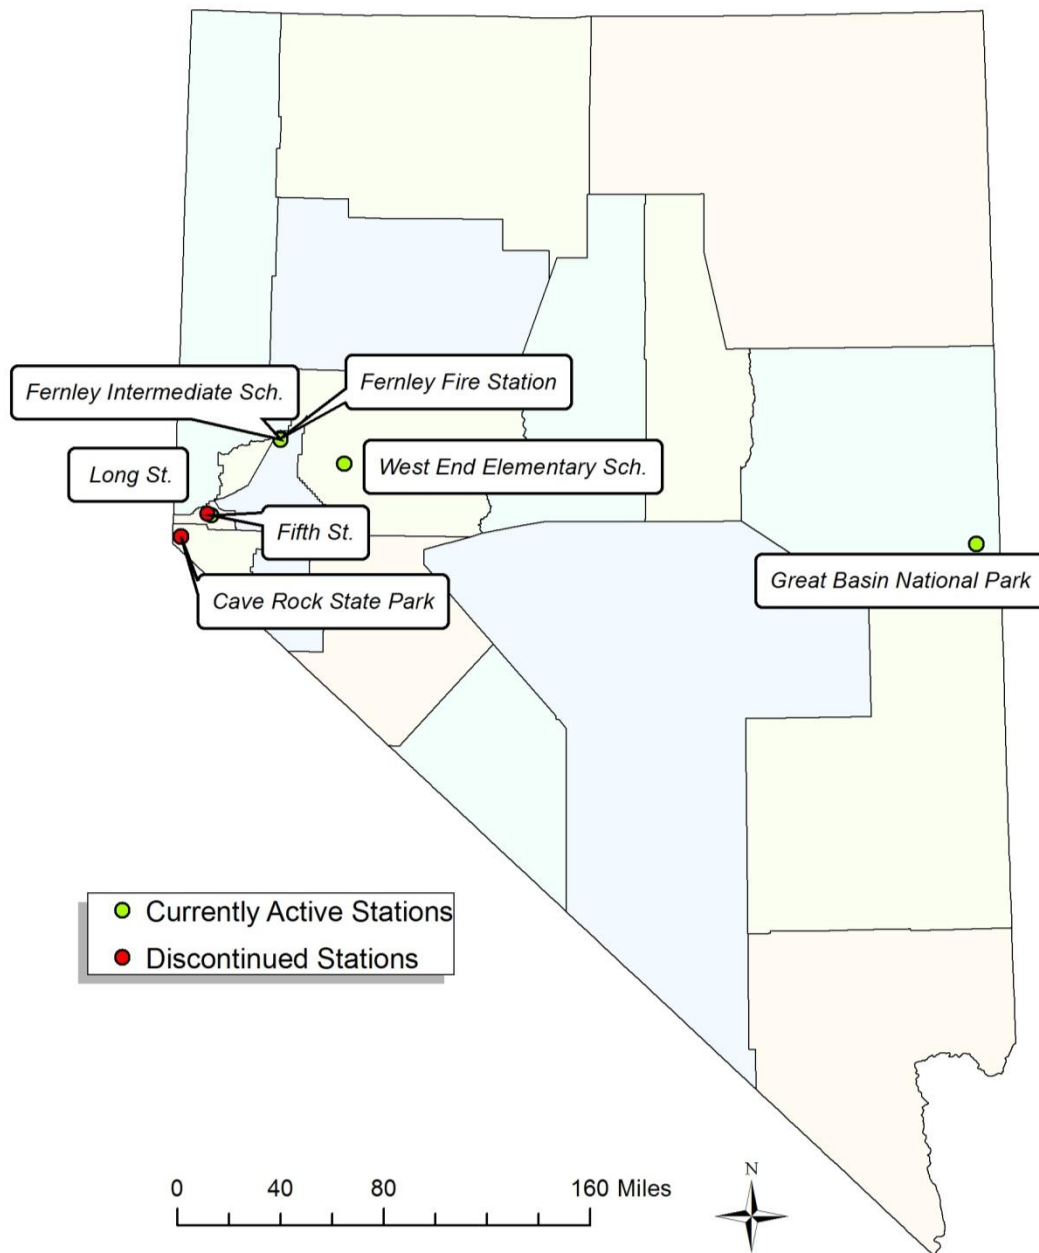 Fernley Intermediate Sch.
Fernley Fire Station
Long St.
West End Elementary Sch.
Fifth St.
Great Basin National Park
Cave Rock State Park
Currently Active Stations
Discontinued Stations
0 40 80 160 Miles
N